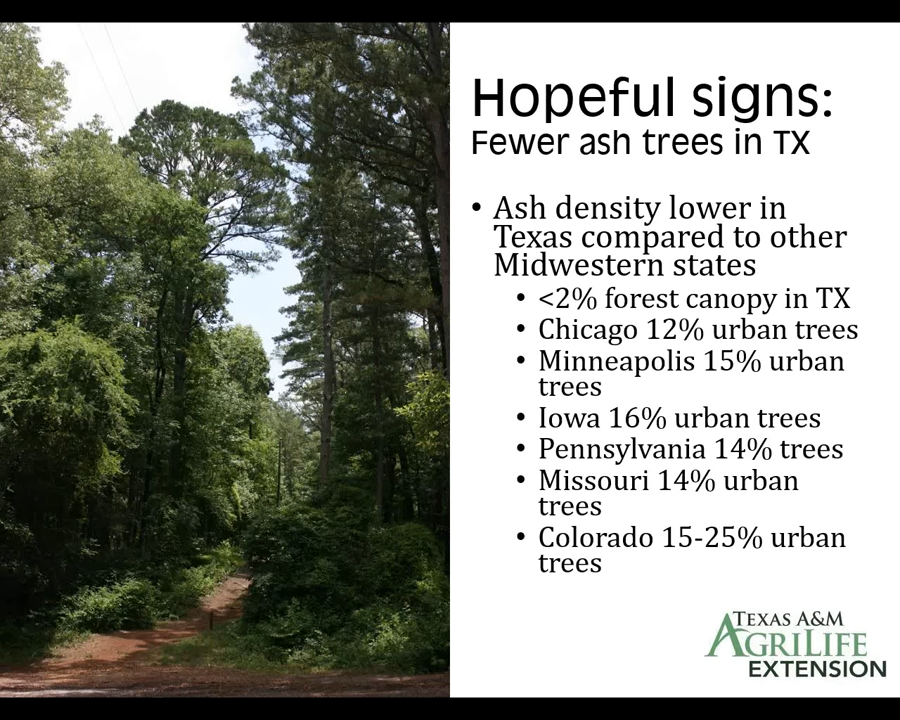 Hopeful signs:
Fewer ash trees in TX
• Ash density lower in
Texas compared to other
Midwestern states
• <2% forest canopy in TX
• Chicago 12% urban trees
• Minneapolis 15% urban
trees
• Iowa 16% urban trees
• Pennsylvania 14% trees
• Missouri 14% urban
trees
• Colorado 15-25% urban
trees
TEXAS A&M
AGRILIFE
EXTENSION